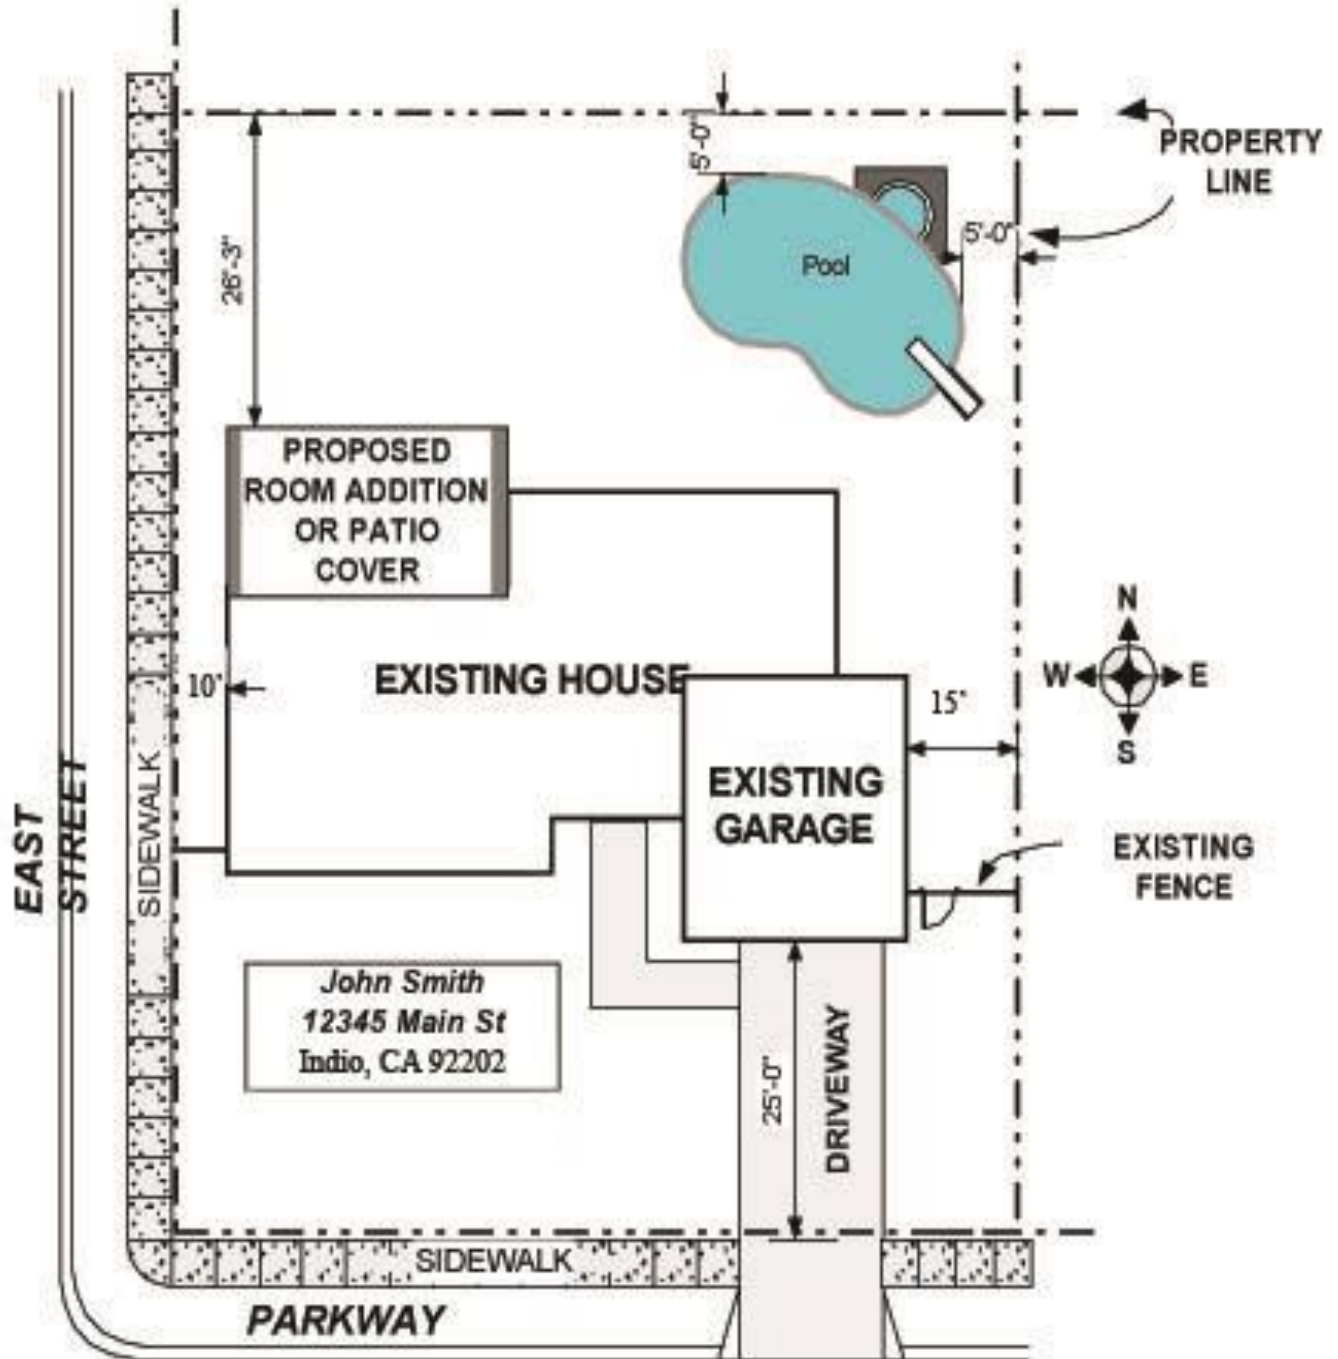 5'-0"
PROPERTY
LINE
26'-3"
5'-0"
Pool
PROPOSED
ROOM ADDITION
OR PATIO
COVER
N
W
E
S
10'
EXISTING HOUSE
15'
EXISTING
GARAGE
EAST
STREET
SIDEWALK
EXISTING
FENCE
John Smith
12345 Main St
Indio, CA 92202
25'-0"
DRIVEWAY
SIDEWALK
PARKWAY